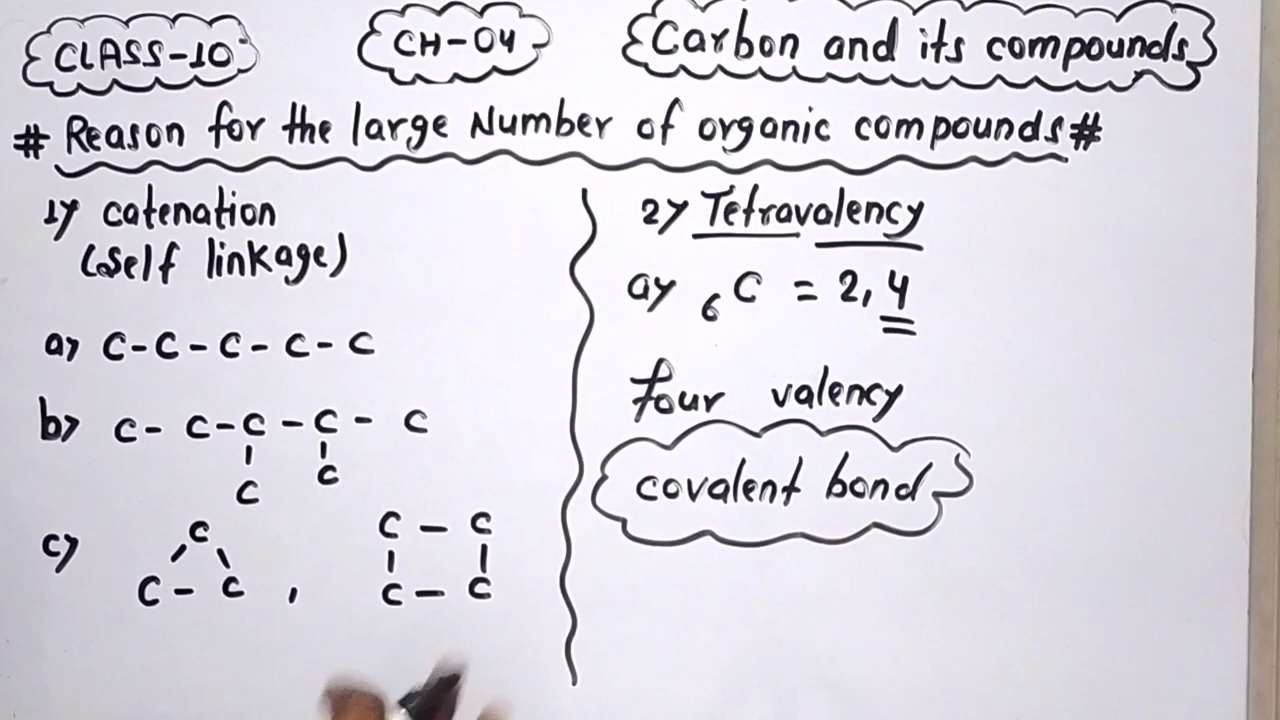 CLASS-10
CH-04
Carbon and its compounds
# Reason for the large Number of organic compounds #
1) catenation
(self linkage)
a) C-C-C-C-C
b) C-C-C-C-C
C
C
c)
C
C-C,
C-C
C-C
2) Tetravalency
a) 6C = 2, 4
four valency
covalent bond